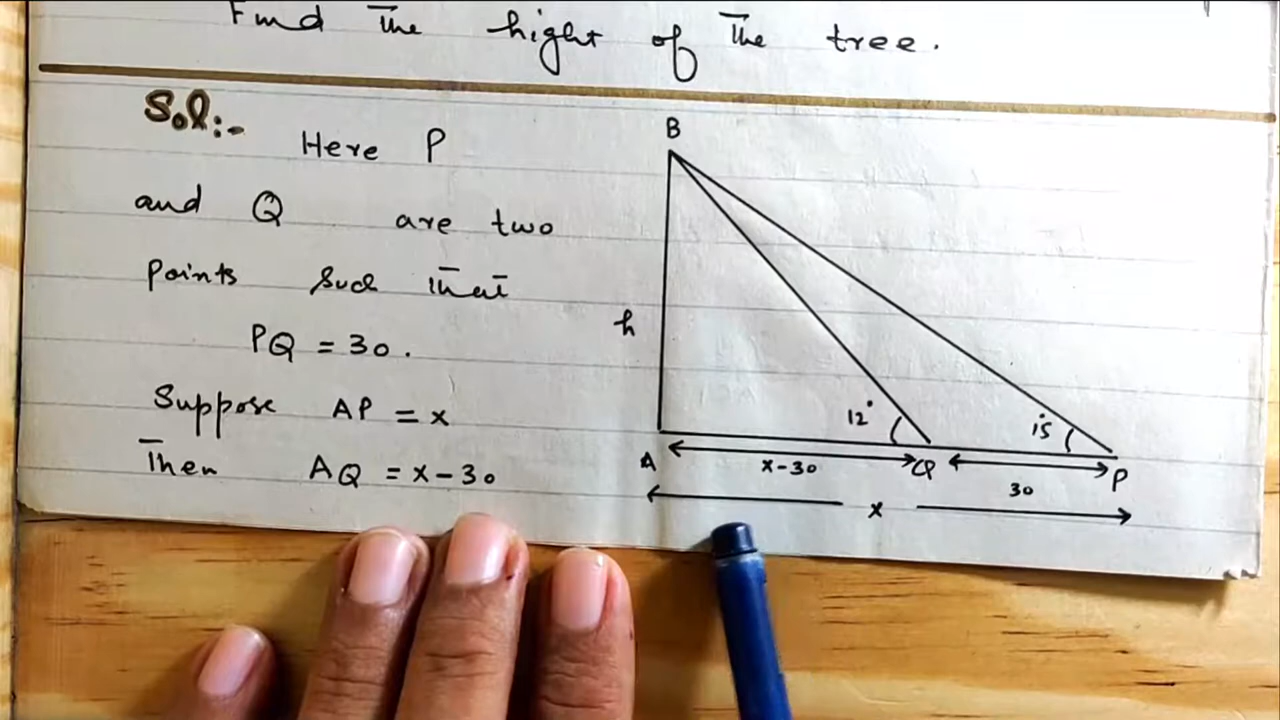 Find The hight of The tree.
Sol:-
Here P
and Q are two
Points Such That
PQ = 30.
Suppose AP = x
Then AQ = x-30
B
h
12°
15°
A
x-30
Q
30
P
x